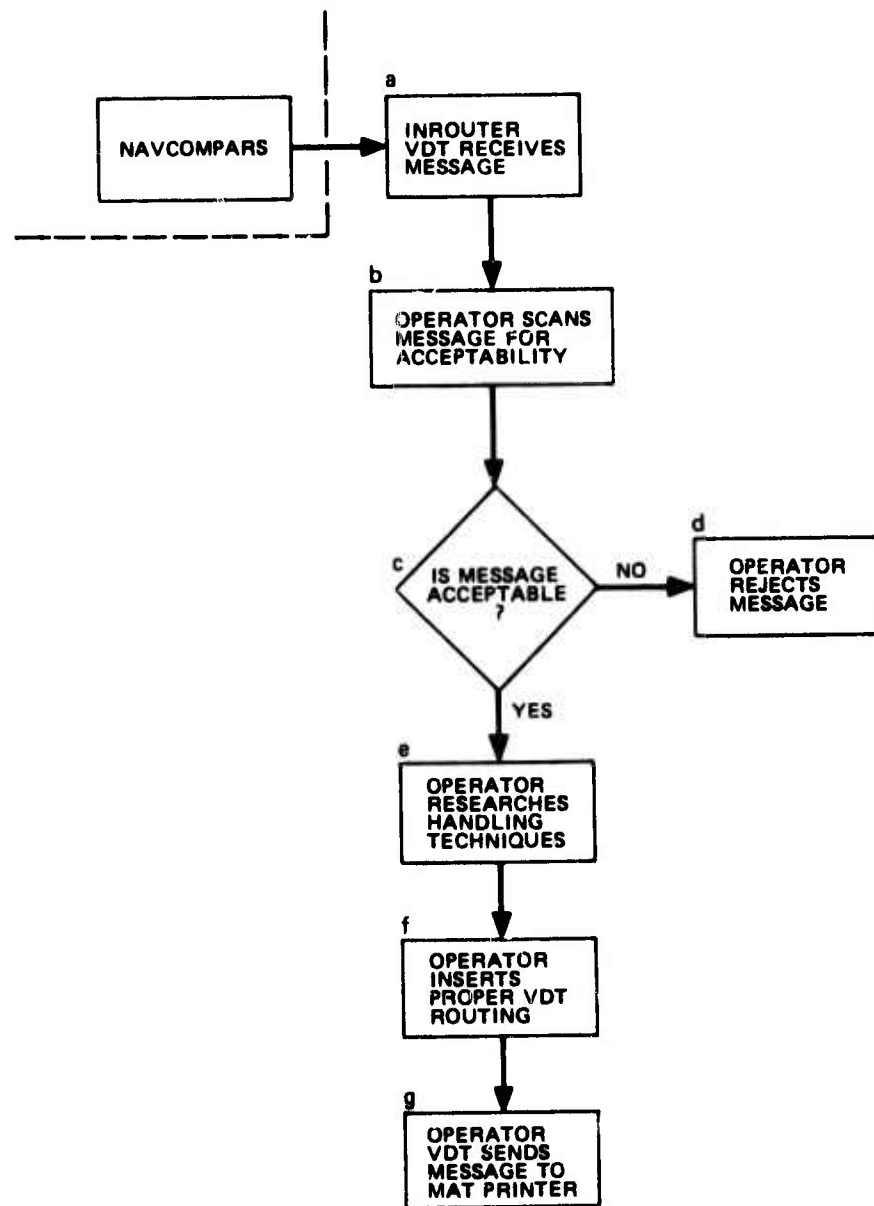 a
NAVCOMPARS
INROUTER
VDT RECEIVES
MESSAGE
b
OPERATOR SCANS
MESSAGE FOR
ACCEPTABILITY
c
IS MESSAGE
ACCEPTABLE
?
NO
d
OPERATOR
REJECTS
MESSAGE
YES
e
OPERATOR
RESEARCHES
HANDLING
TECHNIQUES
f
OPERATOR
INSERTS
PROPER VDT
ROUTING
g
OPERATOR
VDT SENDS
MESSAGE TO
MAT PRINTER